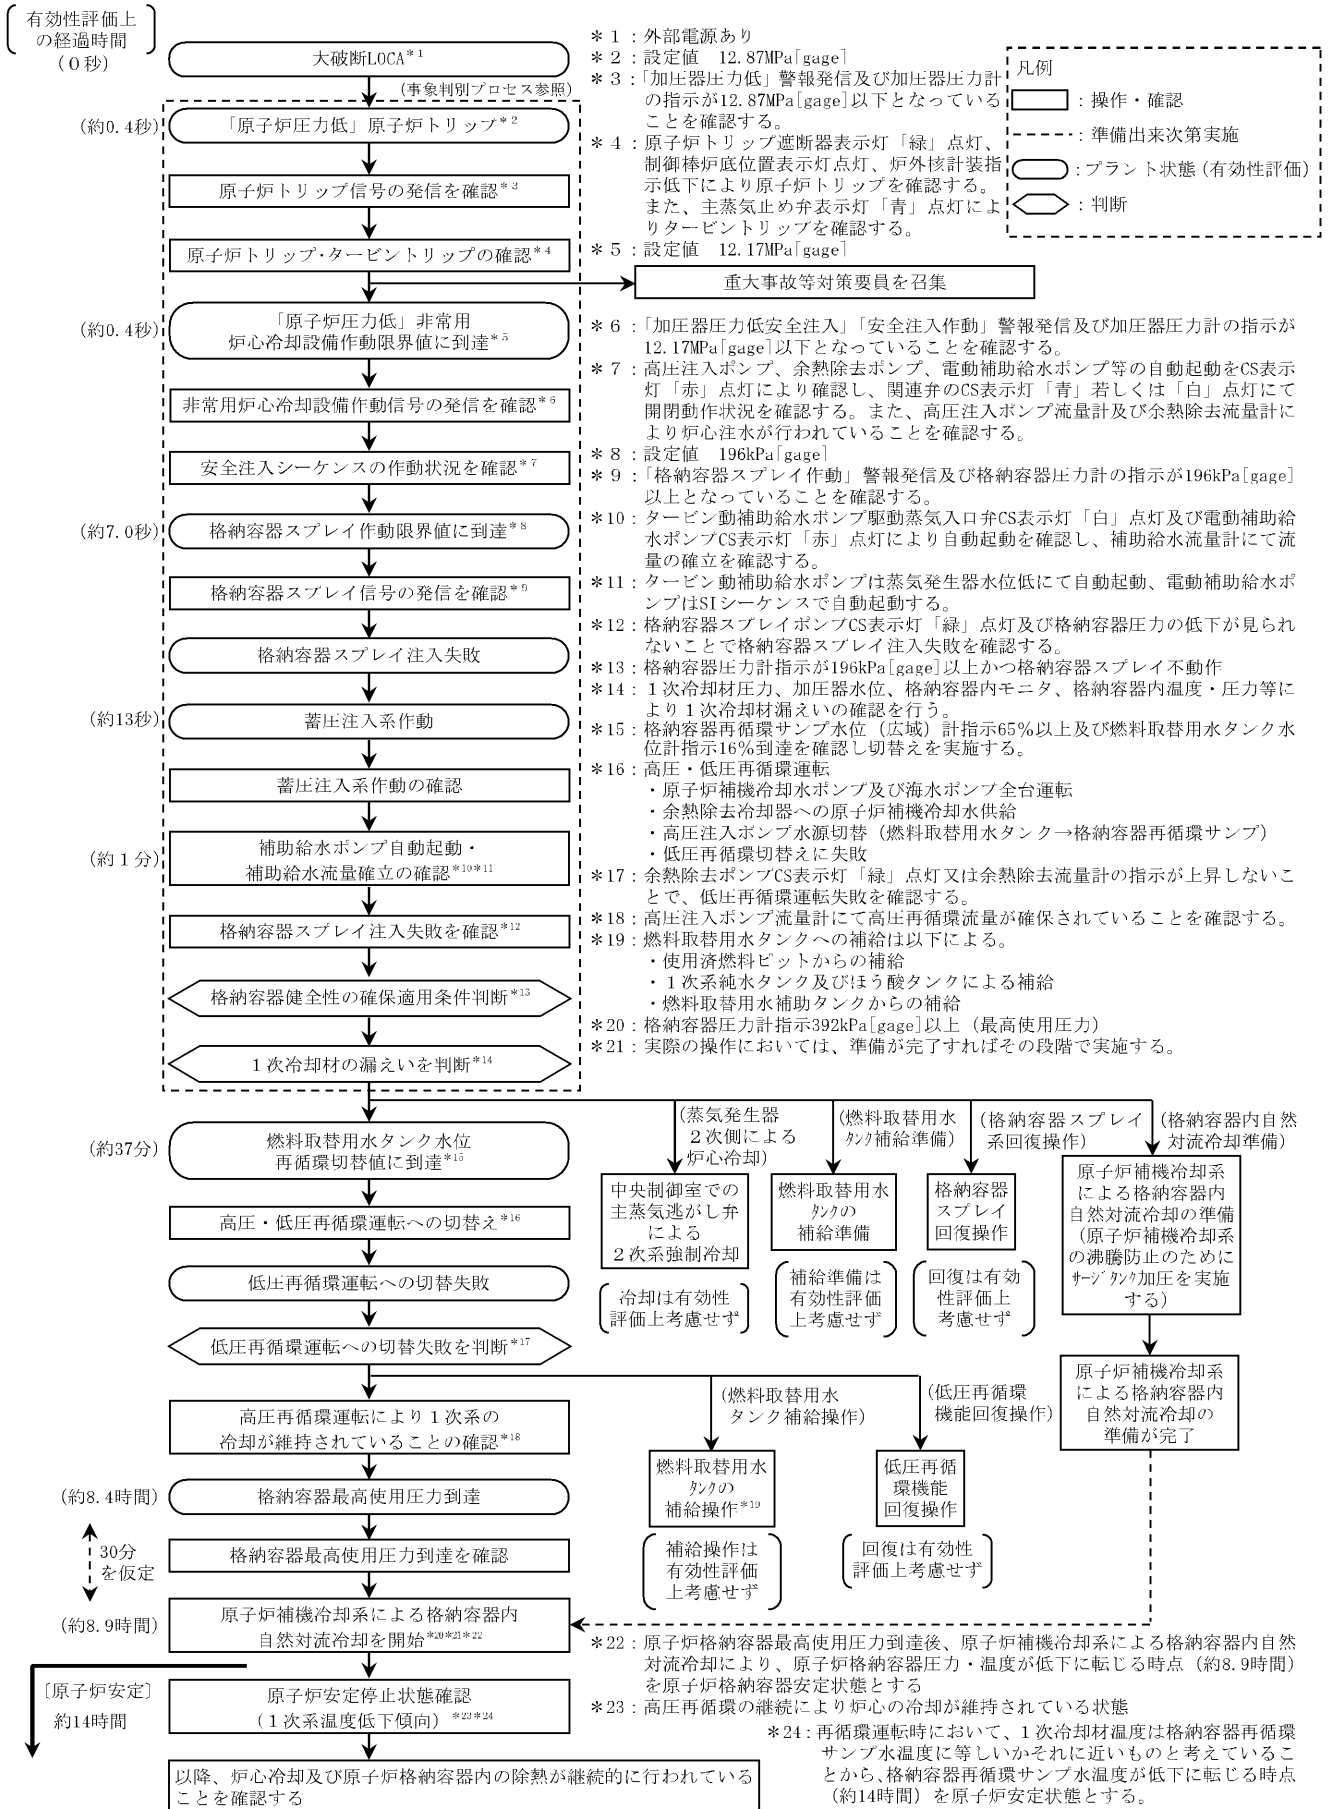 有効性評価上
の経過時間
(０秒)
大破断LOCA＊1
(事象判別プロセス参照)
(約0.4秒)
「原子炉圧力低」原子炉トリップ＊2
原子炉トリップ信号の発信を確認＊3
原子炉トリップ・タービントリップの確認＊4
重大事故等対策要員を召集
(約0.4秒)
「原子炉圧力低」非常用
炉心冷却設備作動限界値に到達＊5
非常用炉心冷却設備作動信号の発信を確認＊6
安全注入シーケンスの作動状況を確認＊7
(約7.0秒)
格納容器スプレイ作動限界値に到達＊8
格納容器スプレイ信号の発信を確認＊9
格納容器スプレイ注入失敗
(約13秒)
蓄圧注入系作動
蓄圧注入系作動の確認
(約１分)
補助給水ポンプ自動起動・
補助給水流量確立の確認＊10＊11
格納容器スプレイ注入失敗を確認＊12
格納容器健全性の確保適用条件判断＊13
１次冷却材の漏えいを判断＊14
＊１：外部電源あり
＊２：設定値　12.87MPa[gage]
＊３：「加圧器圧力低」警報発信及び加圧器圧力計
の指示が12.87MPa[gage]以下となっている
ことを確認する。
＊４：原子炉トリップ遮断器表示灯「緑」点灯、
制御棒炉底位置表示灯点灯、炉外核計装指
示低下により原子炉トリップを確認する。
また、主蒸気止め弁表示灯「青」点灯によ
りタービントリップを確認する。
＊５：設定値　12.17MPa[gage]
凡例
：操作・確認
：準備出来次第実施
：プラント状態(有効性評価)
：判断
＊６：「加圧器圧力低安全注入」「安全注入作動」警報発信及び加圧器圧力計の指示が
12.17MPa[gage]以下となっていることを確認する。
＊７：高圧注入ポンプ、余熱除去ポンプ、電動補助給水ポンプ等の自動起動をCS表示
灯「赤」点灯により確認し、関連弁のCS表示灯「青」若しくは「白」点灯にて
開閉動作状況を確認する。また、高圧注入ポンプ流量計及び余熱除去流量計に
より炉心注水が行われていることを確認する。
＊８：設定値　196kPa[gage]
＊９：「格納容器スプレイ作動」警報発信及び格納容器圧力計の指示が196kPa[gage]
以上となっていることを確認する。
＊10：タービン動補助給水ポンプ駆動蒸気入口弁CS表示灯「白」点灯及び電動補助給
水ポンプCS表示灯「赤」点灯により自動起動を確認し、補助給水流量計にて流
量の確立を確認する。
＊11：タービン動補助給水ポンプは蒸気発生器水位低にて自動起動、電動補助給水ポ
ンプはSIシーケンスで自動起動する。
＊12：格納容器スプレイポンプCS表示灯「緑」点灯及び格納容器圧力の低下が見られ
ないことで格納容器スプレイ注入失敗を確認する。
＊13：格納容器圧力計指示が196kPa[gage]以上かつ格納容器スプレイ不動作
＊14：１次冷却材圧力、加圧器水位、格納容器内モニタ、格納容器内温度・圧力等に
より１次冷却材漏えいの確認を行う。
＊15：格納容器再循環サンプ水位（広域）計指示65％以上及び燃料取替用水タンク水
位計指示16％到達を確認し切替えを実施する。
＊16：高圧・低圧再循環運転
・原子炉補機冷却水ポンプ及び海水ポンプ全台運転
・余熱除去冷却器への原子炉補機冷却水供給
・高圧注入ポンプ水源切替（燃料取替用水タンク→格納容器再循環サンプ）
・低圧再循環切替えに失敗
＊17：余熱除去ポンプCS表示灯「緑」点灯又は余熱除去流量計の指示が上昇しないこ
とで、低圧再循環運転失敗を確認する。
＊18：高圧注入ポンプ流量計にて高圧再循環流量が確保されていることを確認する。
＊19：燃料取替用水タンクへの補給は以下による。
・使用済燃料ピットからの補給
・１次系純水タンク及びほう酸タンクによる補給
・燃料取替用水補助タンクからの補給
＊20：格納容器圧力計指示392kPa[gage]以上（最高使用圧力）
＊21：実際の操作においては、準備が完了すればその段階で実施する。
(約37分)
燃料取替用水タンク水位
再循環切替値に到達＊15
高圧・低圧再循環運転への切替え＊16
低圧再循環運転への切替失敗
低圧再循環運転への切替失敗を判断＊17
(蒸気発生器
２次側による
炉心冷却)
中央制御室での
主蒸気逃がし弁
による
２次系強制冷却
冷却は有効性
評価上考慮せず
(燃料取替用水
ﾀﾝｸ補給準備)
燃料取替用水
ﾀﾝｸの
補給準備
補給準備は
有効性評価
上考慮せず
(格納容器スプレイ
系回復操作)
格納容器
スプレイ
回復操作
回復は有効
性評価上
考慮せず
(格納容器内自然
対流冷却準備)
原子炉補機冷却系
による格納容器内
自然対流冷却の準備
(原子炉補機冷却系
の沸騰防止のために
ｻｰｼﾞﾀﾝｸ加圧を実施
する)
原子炉補機冷却系
による格納容器内
自然対流冷却の
準備が完了
高圧再循環運転により１次系の
冷却が維持されていることの確認＊18
(燃料取替用水
タンク補給操作)
燃料取替用水
ﾀﾝｸの
補給操作＊19
補給操作は
有効性評価
上考慮せず
(低圧再循環
機能回復操作)
低圧再循
環機能
回復操作
回復は有効性
評価上考慮せず
(約8.4時間)
格納容器最高使用圧力到達
30分
を仮定
格納容器最高使用圧力到達を確認
(約8.9時間)
原子炉補機冷却系による格納容器内
自然対流冷却を開始＊20＊21＊22
［原子炉安定］
約14時間
原子炉安定停止状態確認
(１次系温度低下傾向)＊23＊24
以降、炉心冷却及び原子炉格納容器内の除熱が継続的に行われている
ことを確認する
＊22：原子炉格納容器最高使用圧力到達後、原子炉補機冷却系による格納容器内自然
対流冷却により、原子炉格納容器圧力・温度が低下に転じる時点（約8.9時間）
を原子炉格納容器安定状態とする
＊23：高圧再循環の継続により炉心の冷却が維持されている状態
＊24：再循環運転時において、１次冷却材温度は格納容器再循環
サンプ水温度に等しいかそれに近いものと考えているこ
とから、格納容器再循環サンプ水温度が低下に転じる時点
（約14時間）を原子炉安定状態とする。